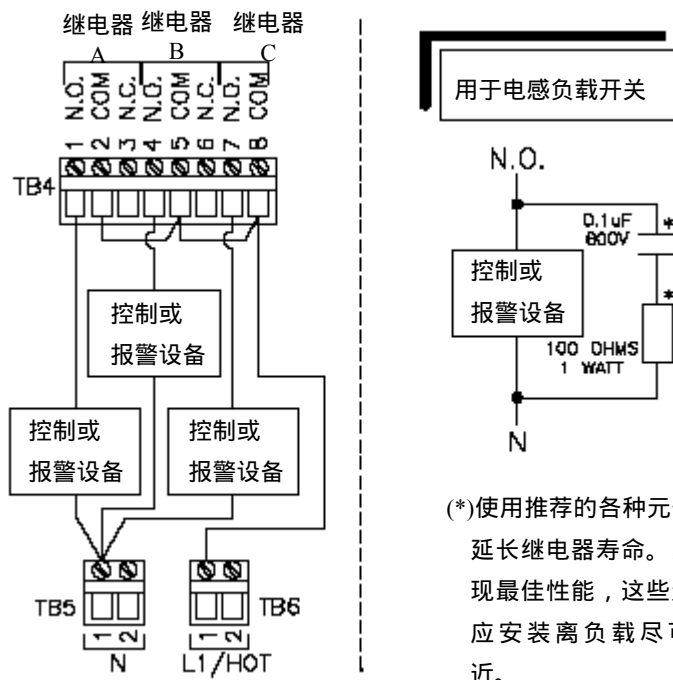 继电器 继电器 继电器
A B C
N.O. COM N.C. N.O. COM N.C. N.O. COM
1 2 3 4 5 6 7 8
TB4
控制或
报警设备
控制或
报警设备
控制或
报警设备
TB5
1 2
N
TB6
1 2
L1/HOT
用于电感负载开关
N.O.
0.1uF
600V
*
控制或
报警设备
*
100 OHMS
1 WATT
N
(*)使用推荐的各种元
延长继电器寿命。
现最佳性能，这些
应安装离负载尽可
近。